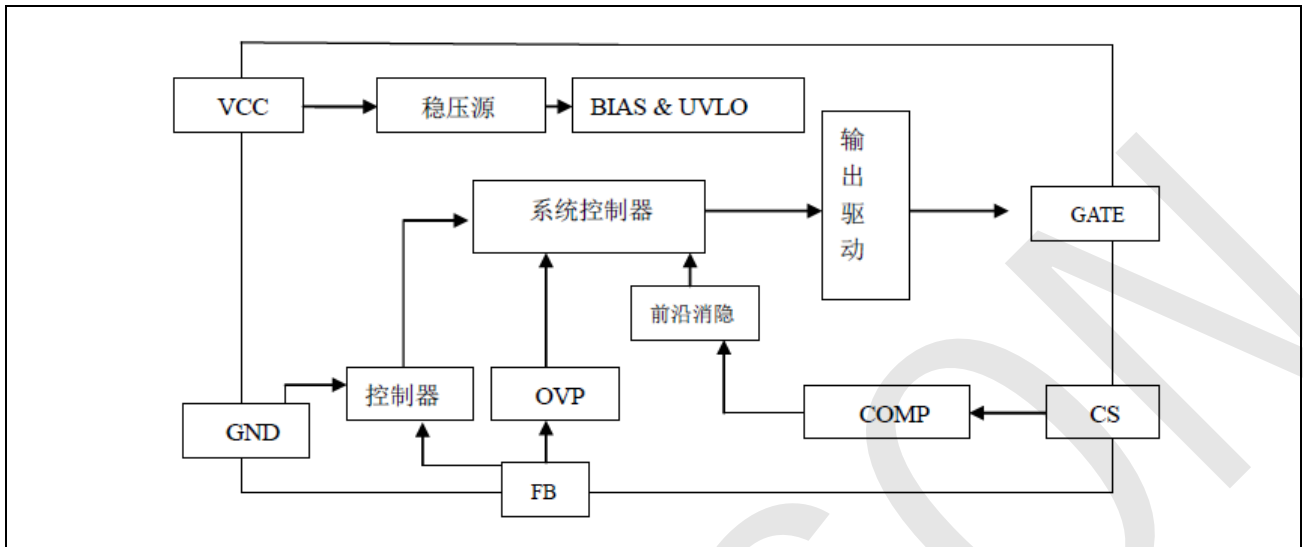 VCC
稳压源
BIAS & UVLO
输
出
驱
动
系统控制器
GATE
前沿消隐
控制器
OVP
COMP
CS
GND
FB